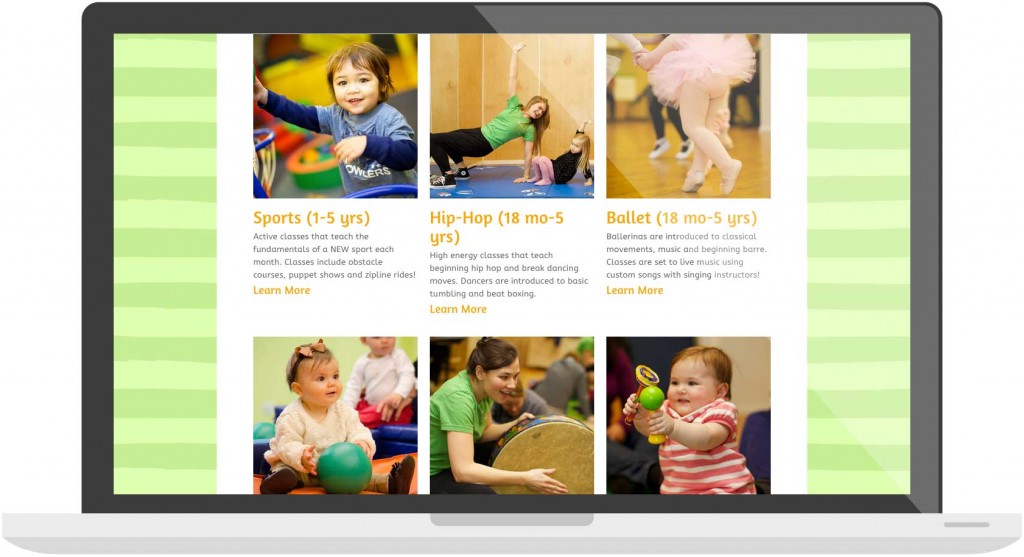 OWLERS
Sports (1-5 yrs)
Active classes that teach the
fundamentals of a NEW sport each
month. Classes include obstacle
courses, puppet shows and zipline rides!
Learn More
Hip-Hop (18 mo-5
yrs)
High energy classes that teach
beginning hip hop and break dancing
moves. Dancers are introduced to basic
tumbling and beat boxing.
Learn More
Ballet (18 mo-5 yrs)
Ballerinas are introduced to classical
movements, music and beginning barre.
Classes are set to live music using
custom songs with singing instructors!
Learn More